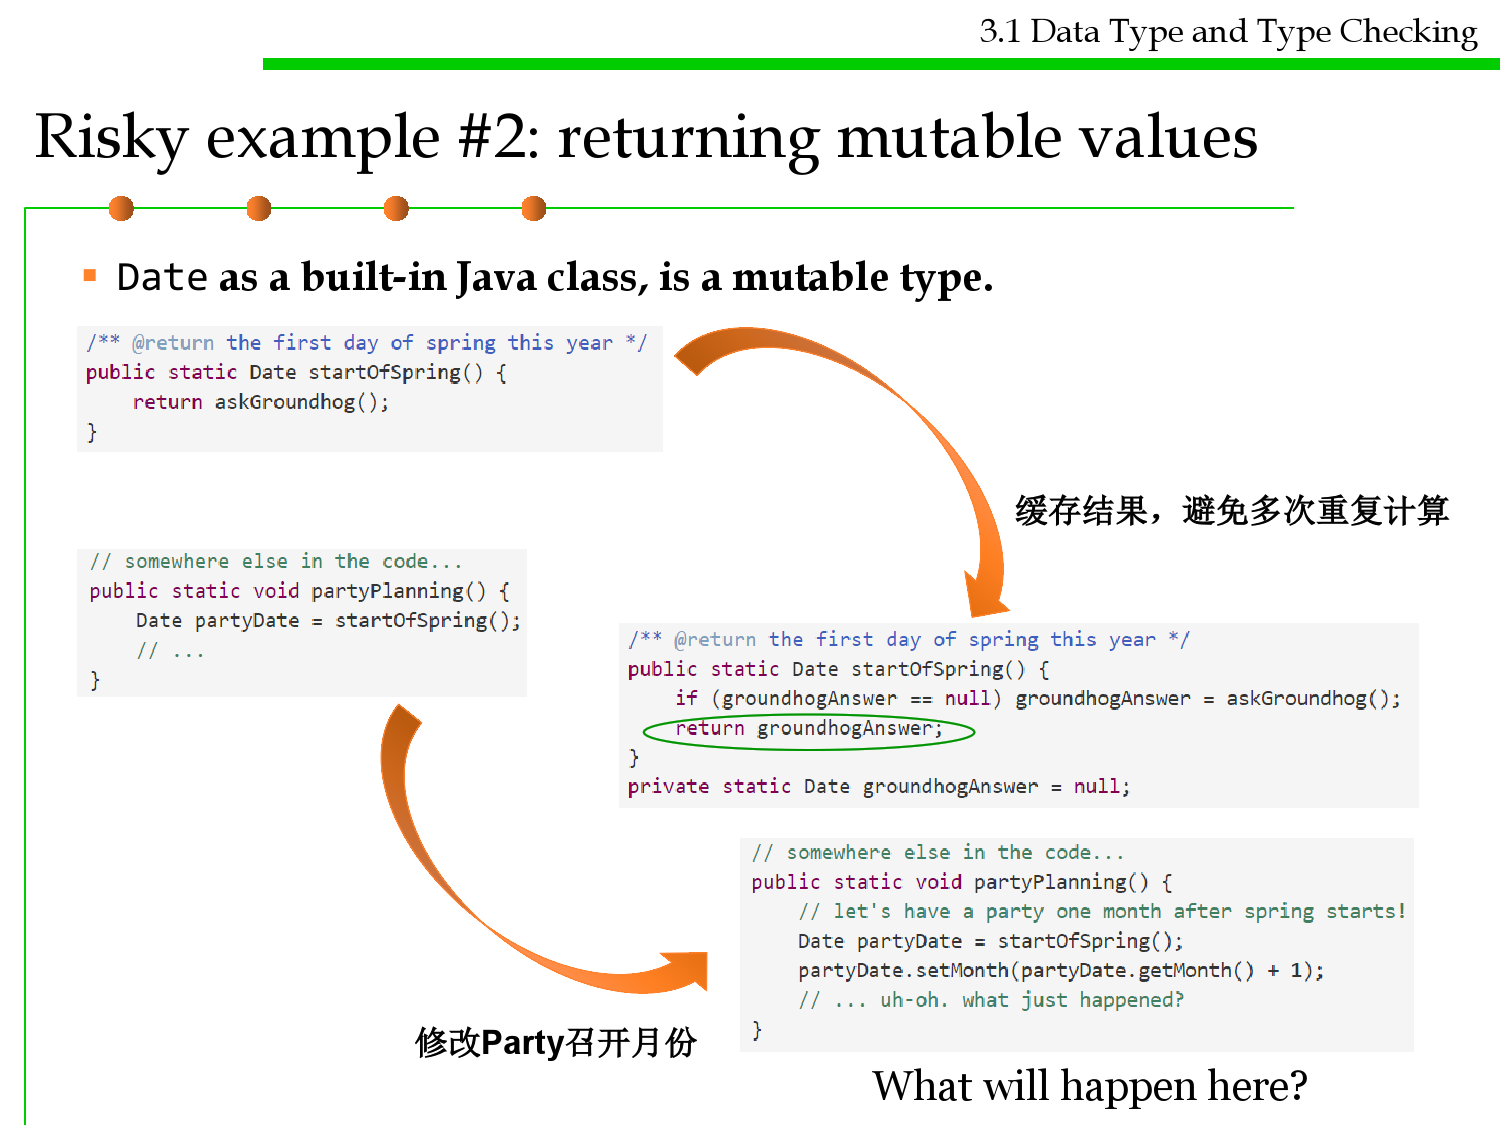 3.1 Data Type and Type Checking
Risky example #2: returning mutable values
Date as a built-in Java class, is a mutable type.
/** @return the first day of spring this year */
public static Date startOfSpring() {
    return askGroundhog();
}
缓存结果，避免多次重复计算
// somewhere else in the code...
public static void partyPlanning() {
    Date partyDate = startOfSpring();
    // ...
}
/** @return the first day of spring this year */
public static Date startOfSpring() {
    if (groundhogAnswer == null) groundhogAnswer = askGroundhog();
    return groundhogAnswer;
}
private static Date groundhogAnswer = null;
修改Party召开月份
// somewhere else in the code...
public static void partyPlanning() {
    // let's have a party one month after spring starts!
    Date partyDate = startOfSpring();
    partyDate.setMonth(partyDate.getMonth() + 1);
    // ... uh-oh. what just happened?
}
What will happen here?